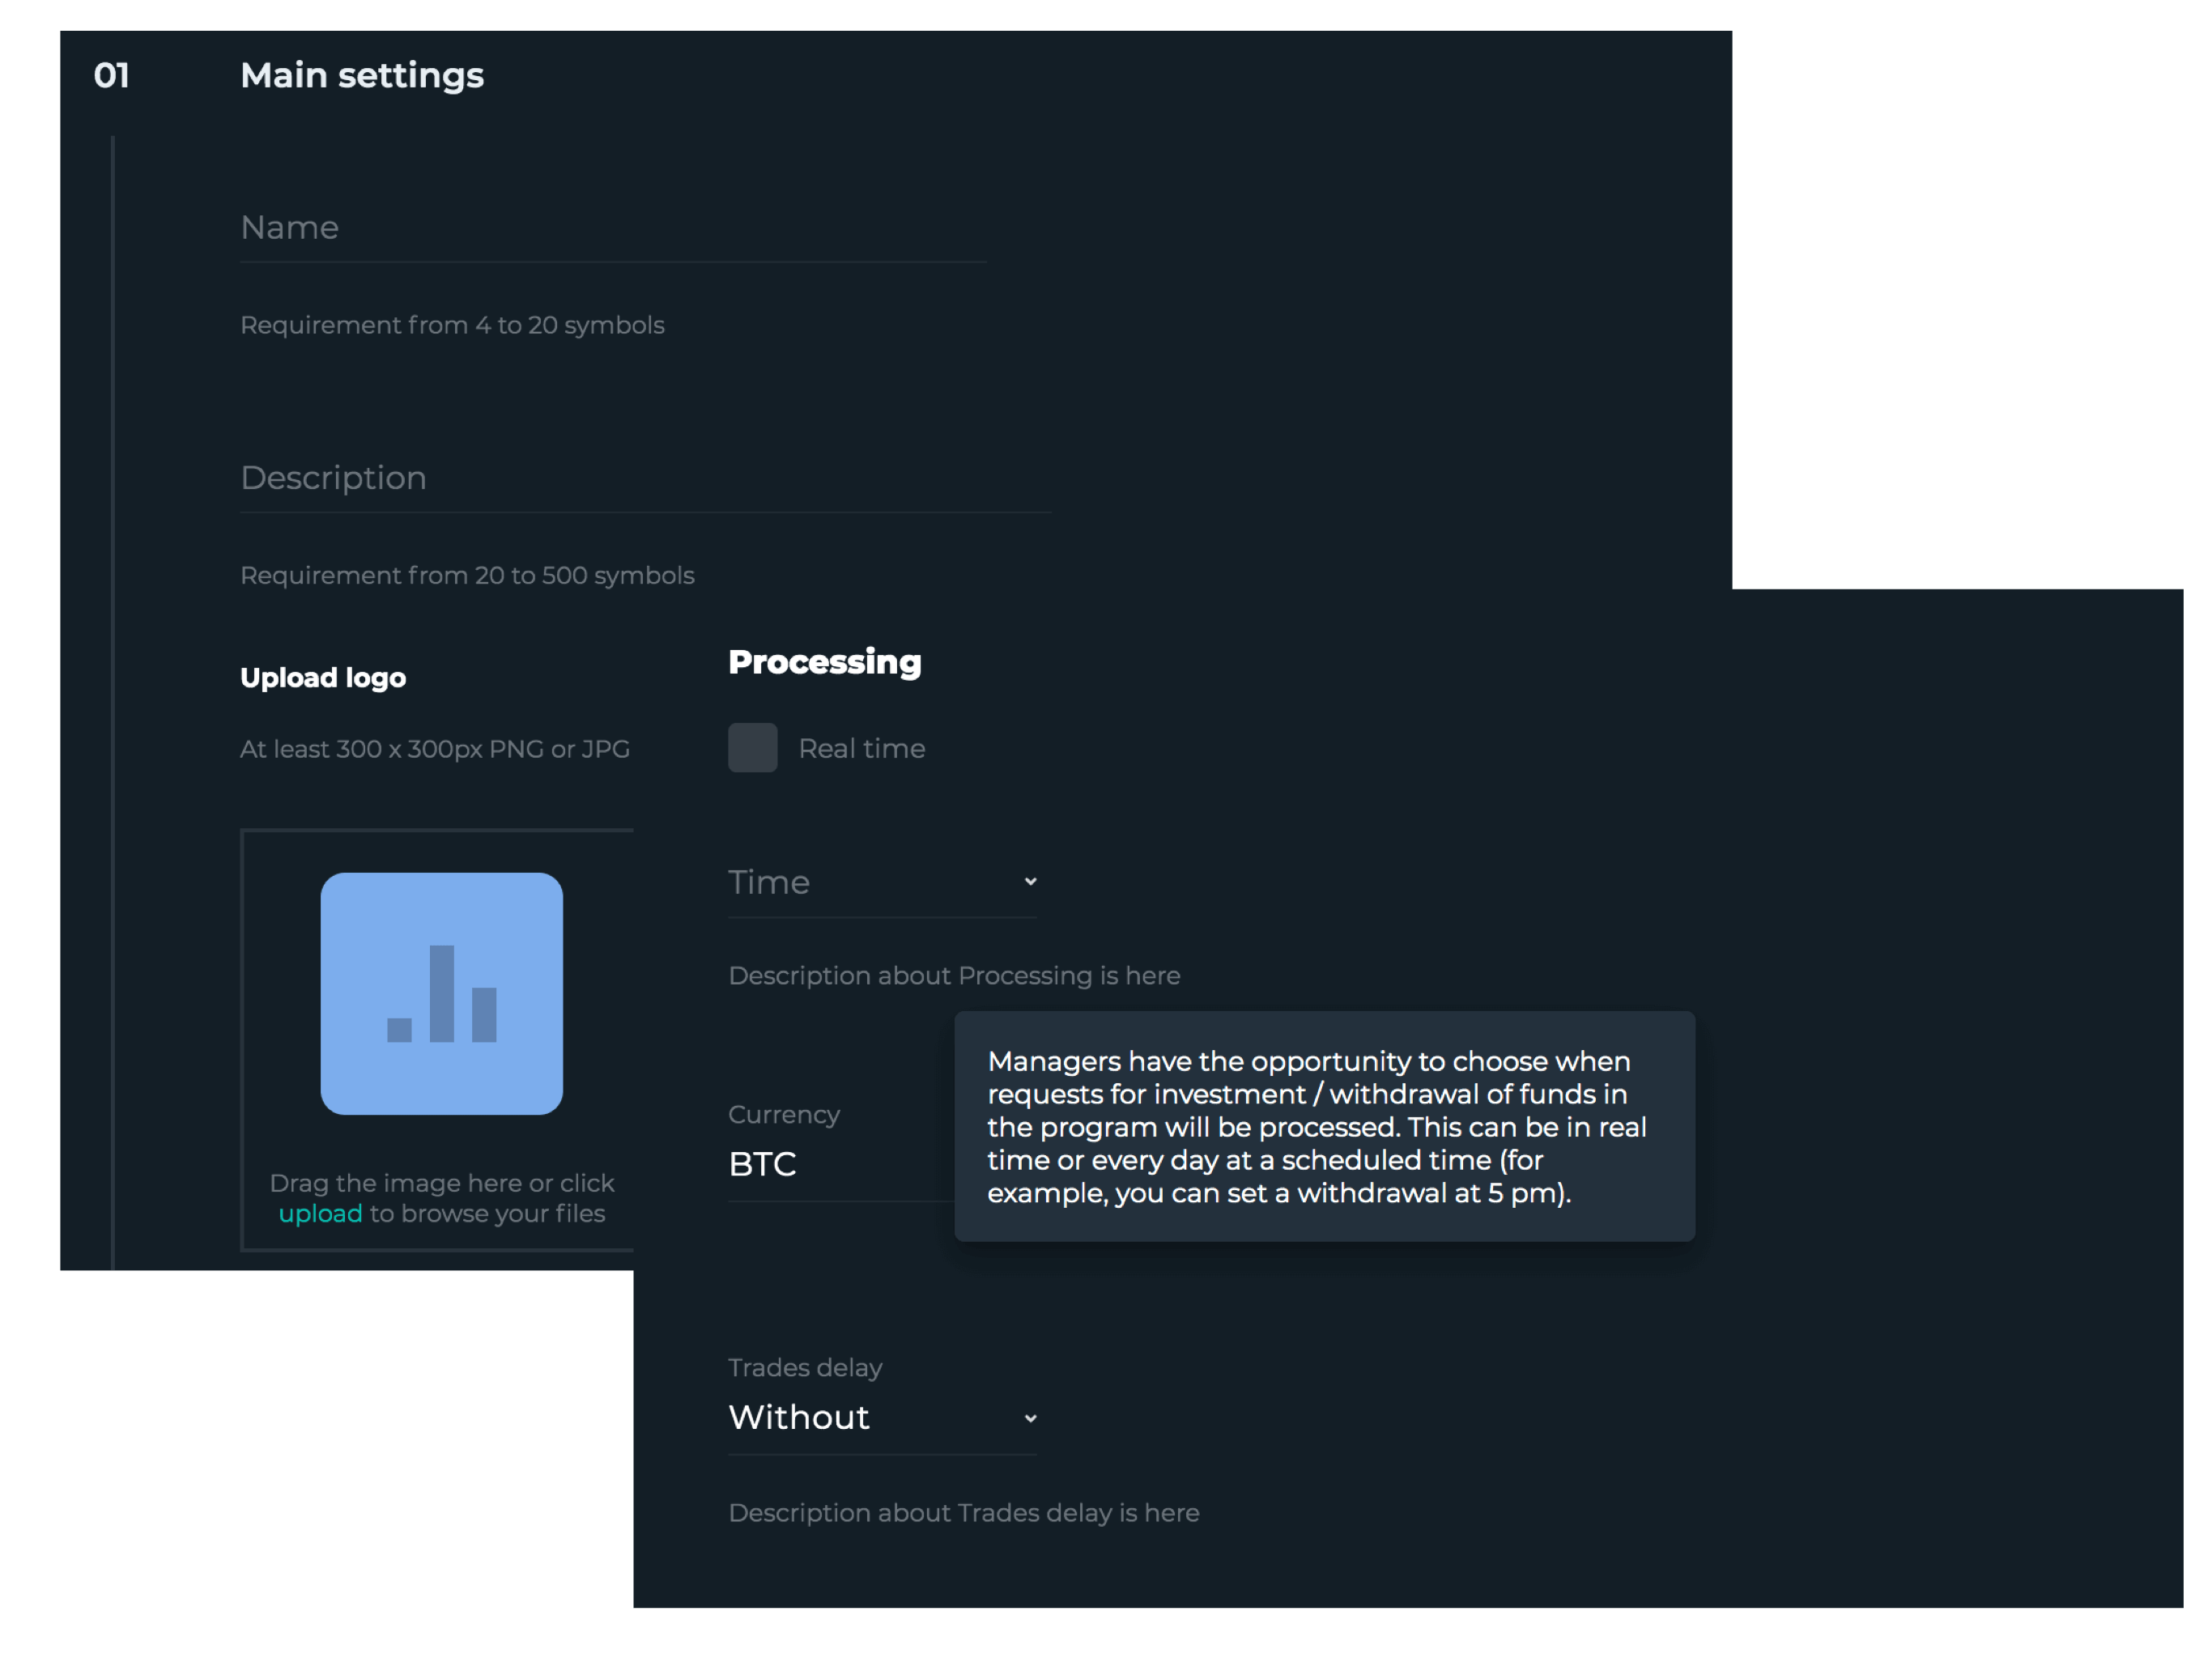 01
Main settings
Name
Requirement from 4 to 20 symbols
Description
Requirement from 20 to 500 symbols
Upload logo
At least 300 x 300px PNG or JPG
Drag the image here or click
upload to browse your files
Processing
Real time
Time
Description about Processing is here
Managers have the opportunity to choose when
requests for investment / withdrawal of funds in
the program will be processed. This can be in real
time or every day at a scheduled time (for
example, you can set a withdrawal at 5 pm).
Currency
BTC
Trades delay
Without
Description about Trades delay is here